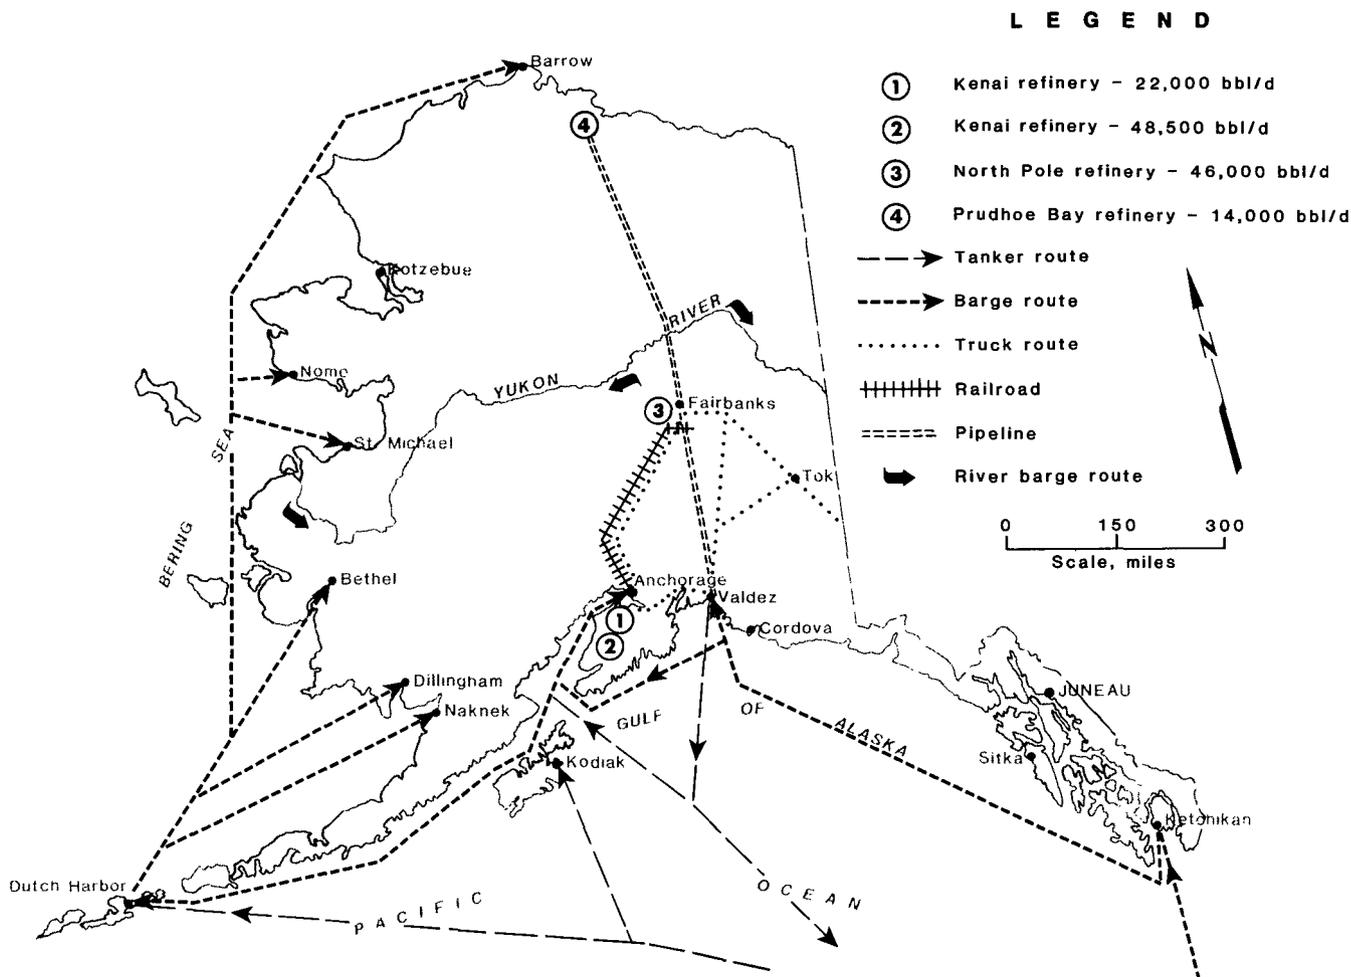 L E G E N D
1 Kenai refinery – 22,000 bbl/d
2 Kenai refinery – 48,500 bbl/d
3 North Pole refinery – 46,000 bbl/d
4 Prudhoe Bay refinery – 14,000 bbl/d
Tanker route
Barge route
Truck route
Railroad
Pipeline
River barge route
N
0 150 300
Scale, miles
Barrow
4
Kotzebue
YUKON RIVER
Nome
Fairbanks
3
St. Michael
Tok
BERING SEA
Bethel
Anchorage
Valdez
1
2
Cordova
Dillingham
Naknek
JUNEAU
GULF OF ALASKA
Kodiak
Sitka
Ketchikan
Dutch Harbor
PACIFIC OCEAN